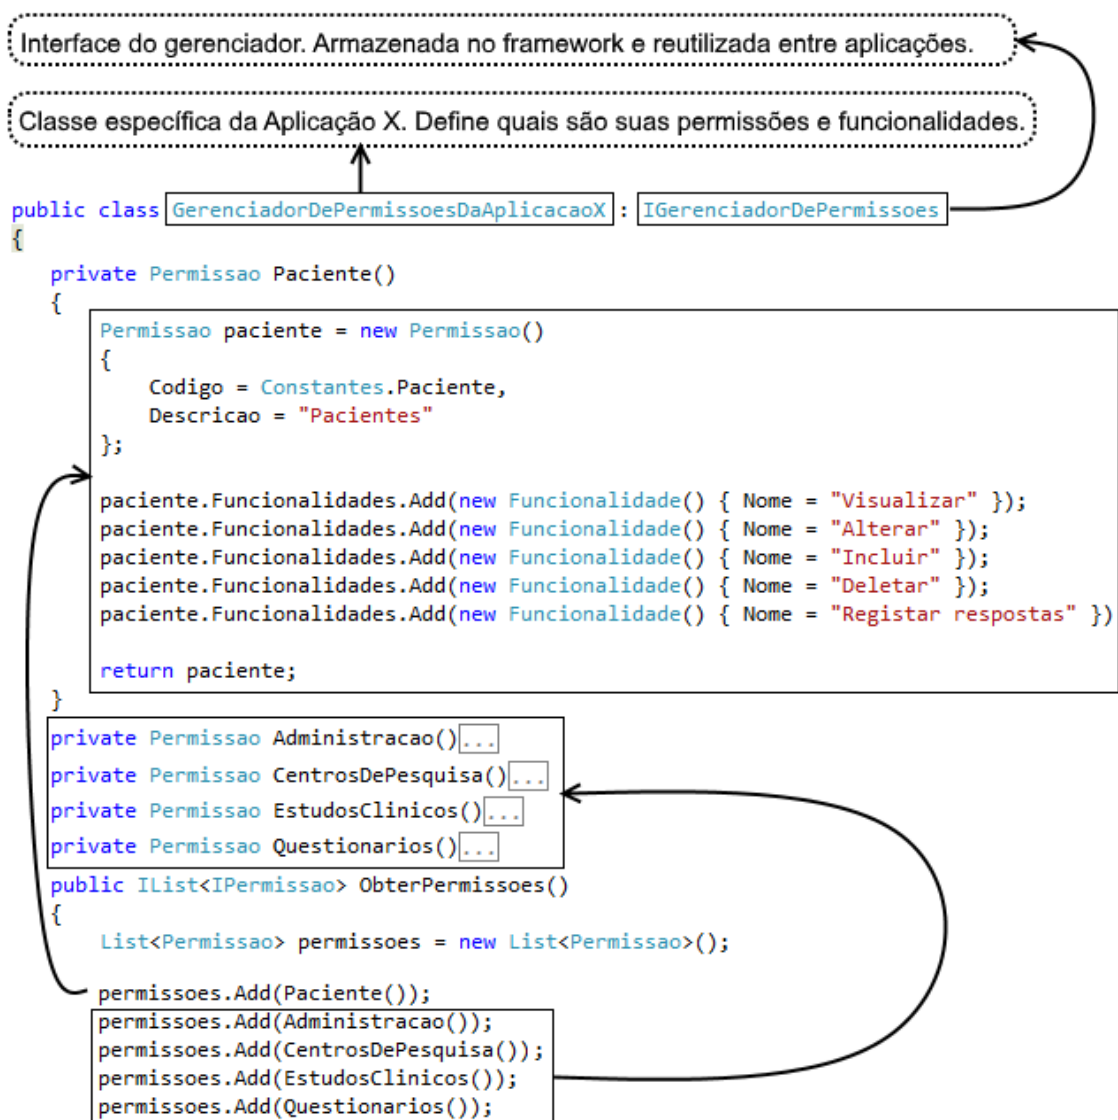 Interface do gerenciador. Armazenada no framework e reutilizada entre aplicações.
Classe específica da Aplicação X. Define quais são suas permissões e funcionalidades.
public class GerenciadorDePermissoesDaAplicacaoX : IGerenciadorDePermissoes
{
private Permissao Paciente()
{
Permissao paciente = new Permissao()
{
Codigo = Constantes.Paciente,
Descricao = "Pacientes"
};
paciente.Funcionalidades.Add(new Funcionalidade() { Nome = "Visualizar" });
paciente.Funcionalidades.Add(new Funcionalidade() { Nome = "Alterar" });
paciente.Funcionalidades.Add(new Funcionalidade() { Nome = "Incluir" });
paciente.Funcionalidades.Add(new Funcionalidade() { Nome = "Deletar" });
paciente.Funcionalidades.Add(new Funcionalidade() { Nome = "Registar respostas" })
return paciente;
}
private Permissao Administracao()...
private Permissao CentrosDePesquisa()...
private Permissao EstudosClinicos()...
private Permissao Questionarios()...
public IList<IPermissao> ObterPermissoes()
{
List<Permissao> permissoes = new List<Permissao>();
permissoes.Add(Paciente());
permissoes.Add(Administracao());
permissoes.Add(CentrosDePesquisa());
permissoes.Add(EstudosClinicos());
permissoes.Add(Questionarios());